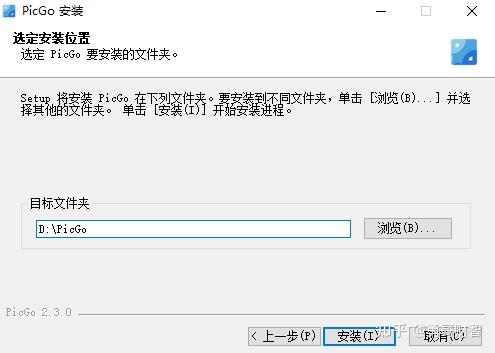 PicGo 安装
选定安装位置
选定 PicGo 要安装的文件夹。
Setup 将安装 PicGo 在下列文件夹。要安装到不同文件夹，单击 [浏览(B)...] 并选
择其他的文件夹。 单击 [安装(I)] 开始安装进程。
目标文件夹
D:\PicGo
浏览(B)...
PicGo 2.3.0
< 上一步(P)
安装(I)
取消(C)
知乎